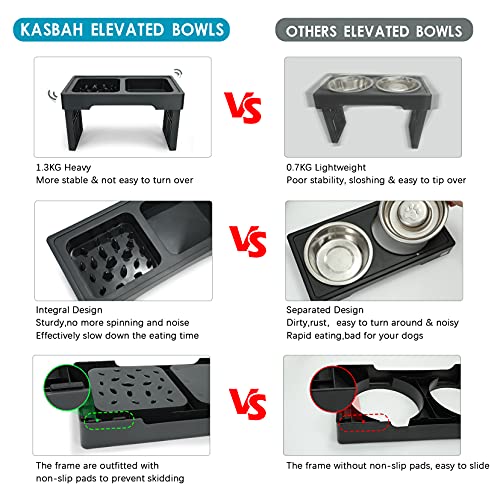 KASBAH ELEVATED BOWLS
OTHERS ELEVATED BOWLS
VS
1.3KG Heavy
More stable & not easy to turn over
0.7KG Lightweight
Poor stability, sloshing & easy to tip over
VS
Integral Design
Sturdy,no more spinning and noise
Effectively slow down the eating time
Separated Design
Dirty,rust, easy to turn around & noisy
Rapid eating,bad for your dogs
VS
The frame are outfitted with
non-slip pads to prevent skidding
The frame without non-slip pads, easy to slide